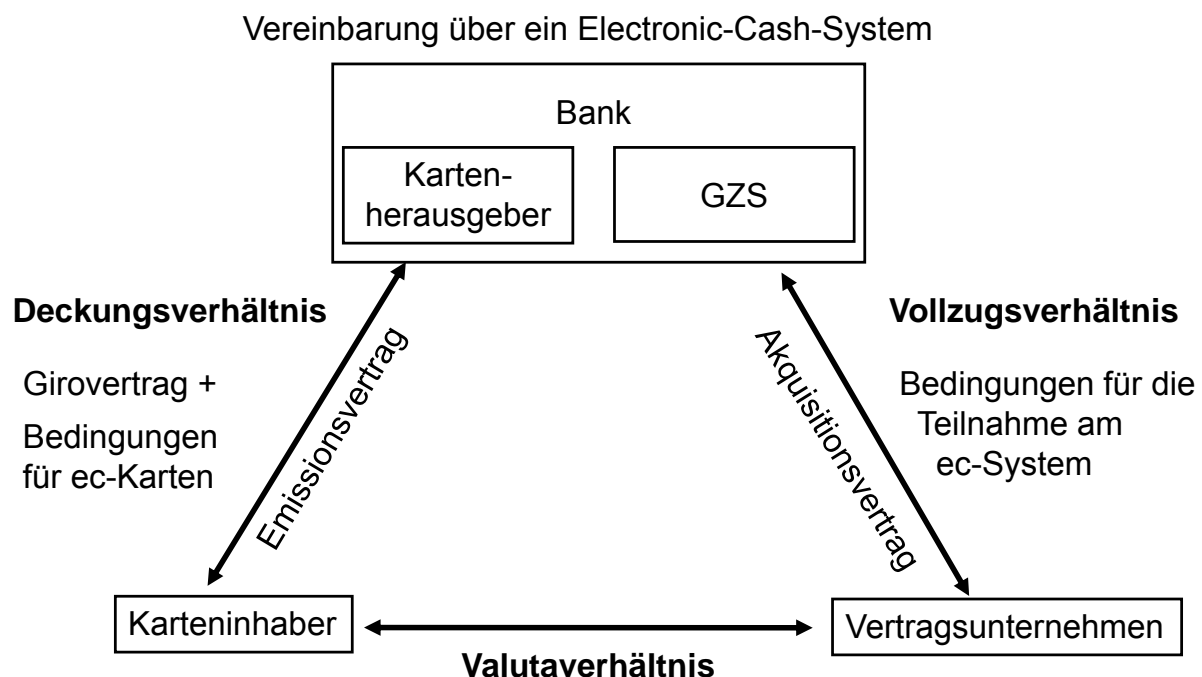 Vereinbarung über ein Electronic-Cash-System
Bank
Karten-
herausgeber
GZS
Deckungsverhältnis
Vollzugsverhältnis
Girovertrag +
Bedingungen
für ec-Karten
Emissionsvertrag
Akquisitionsvertrag
Bedingungen für die
Teilnahme am
ec-System
Karteninhaber
Vertragsunternehmen
Valutaverhältnis